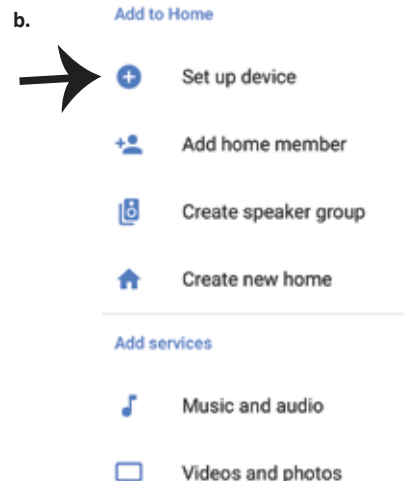 b.
Add to Home
Set up device
Add home member
Create speaker group
Create new home
Add services
Music and audio
Videos and photos